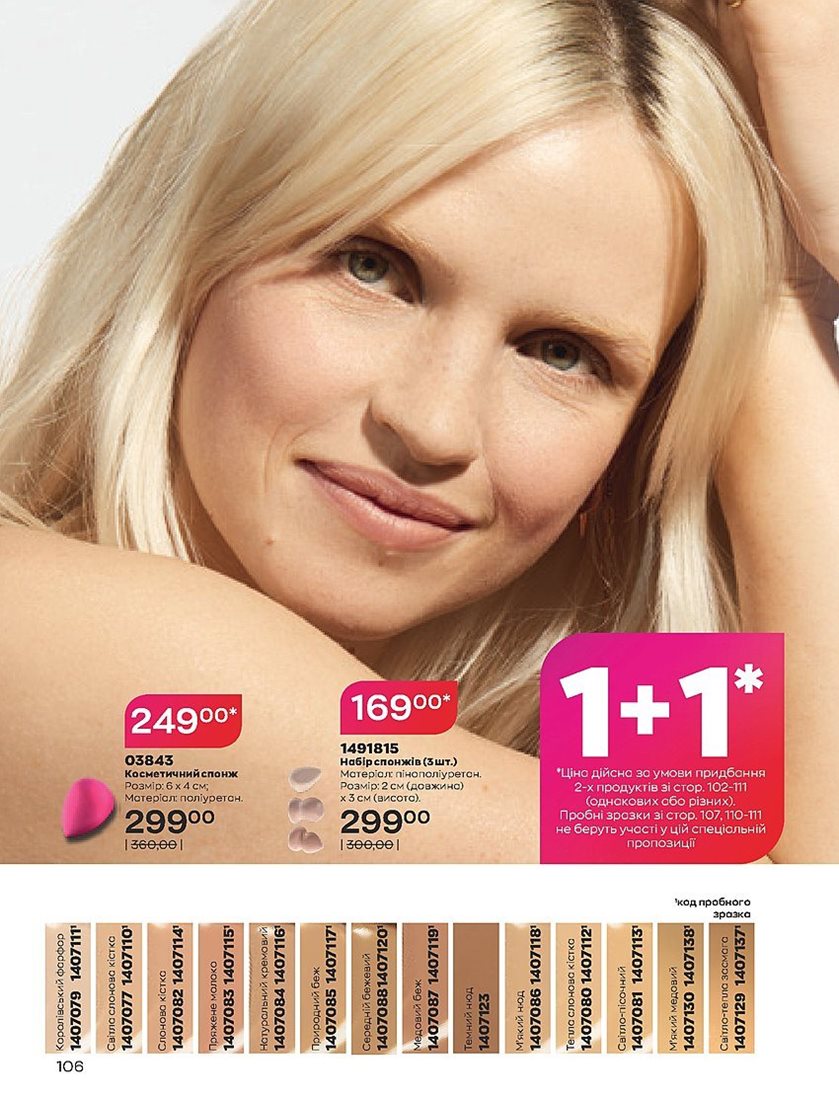 249⁰⁰*
03843
Косметичний спонж
Розмір: 6 х 4 см;
Матеріал: поліуретан.
299⁰⁰
| 360,00 |
169⁰⁰*
1491815
Набір спонжів (3 шт.)
Матеріал: пінополіуретан.
Розмір: 2 см (довжина)
х 3 см (висота).
299⁰⁰
| 300,00 |
1+1*
*Ціна дійсна за умови придбання
2-х продуктів зі стор. 102-111
(однакових або різних).
Пробні зразки зі стор. 107, 110-111
не беруть участі у цій спеціальній
пропозиції
¹код пробного
зразка
Королівський фарфор
1407079 1407111¹
Світла слонова кістка
1407077 1407110¹
Слонова кістка
1407082 1407114¹
Пряжене молоко
1407083 1407115¹
Натуральний кремовий
1407084 1407116¹
Природний беж
1407085 1407117¹
Середній бежевий
1407088 1407120¹
Медовий беж
1407087 1407119¹
Темний нюд
1407123
М'який нюд
1407086 1407118¹
Тепла слонова кістка
1407080 1407112¹
Світло-пісочний
1407081 1407113¹
М'який медовий
1407130 1407138¹
Світло-тепла засмага
1407129 1407137¹
106